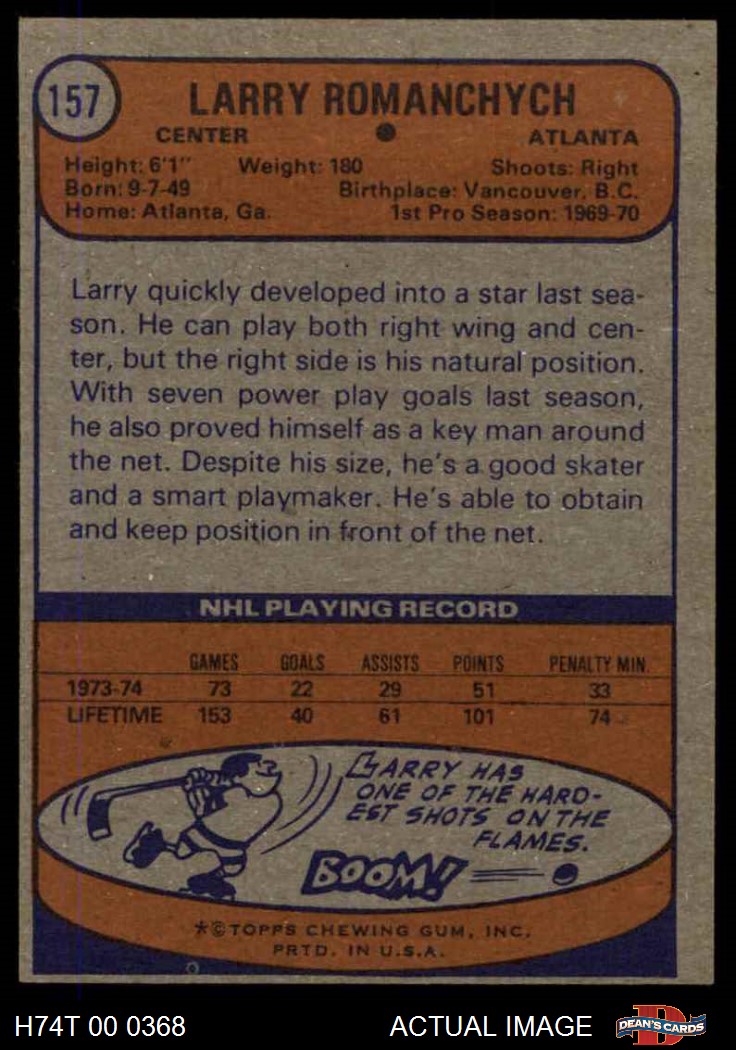 157
LARRY ROMANCHYCH
CENTER ● ATLANTA
Height: 6'1" Weight: 180 Shoots: Right
Born: 9-7-49 Birthplace: Vancouver, B.C.
Home: Atlanta, Ga. 1st Pro Season: 1969-70
Larry quickly developed into a star last sea-
son. He can play both right wing and cen-
ter, but the right side is his natural position.
With seven power play goals last season,
he also proved himself as a key man around
the net. Despite his size, he's a good skater
and a smart playmaker. He's able to obtain
and keep position in front of the net.
NHL PLAYING RECORD
GAMES GOALS ASSISTS POINTS PENALTY MIN.
1973-74 73 22 29 51 33
LIFETIME 153 40 61 101 74
LARRY HAS
ONE OF THE HARD-
EST SHOTS ON THE
FLAMES.
BOOM!
*©TOPPS CHEWING GUM, INC.
PRTD. IN U.S.A.
H74T 00 0368 ACTUAL IMAGE DEAN'S CARDS